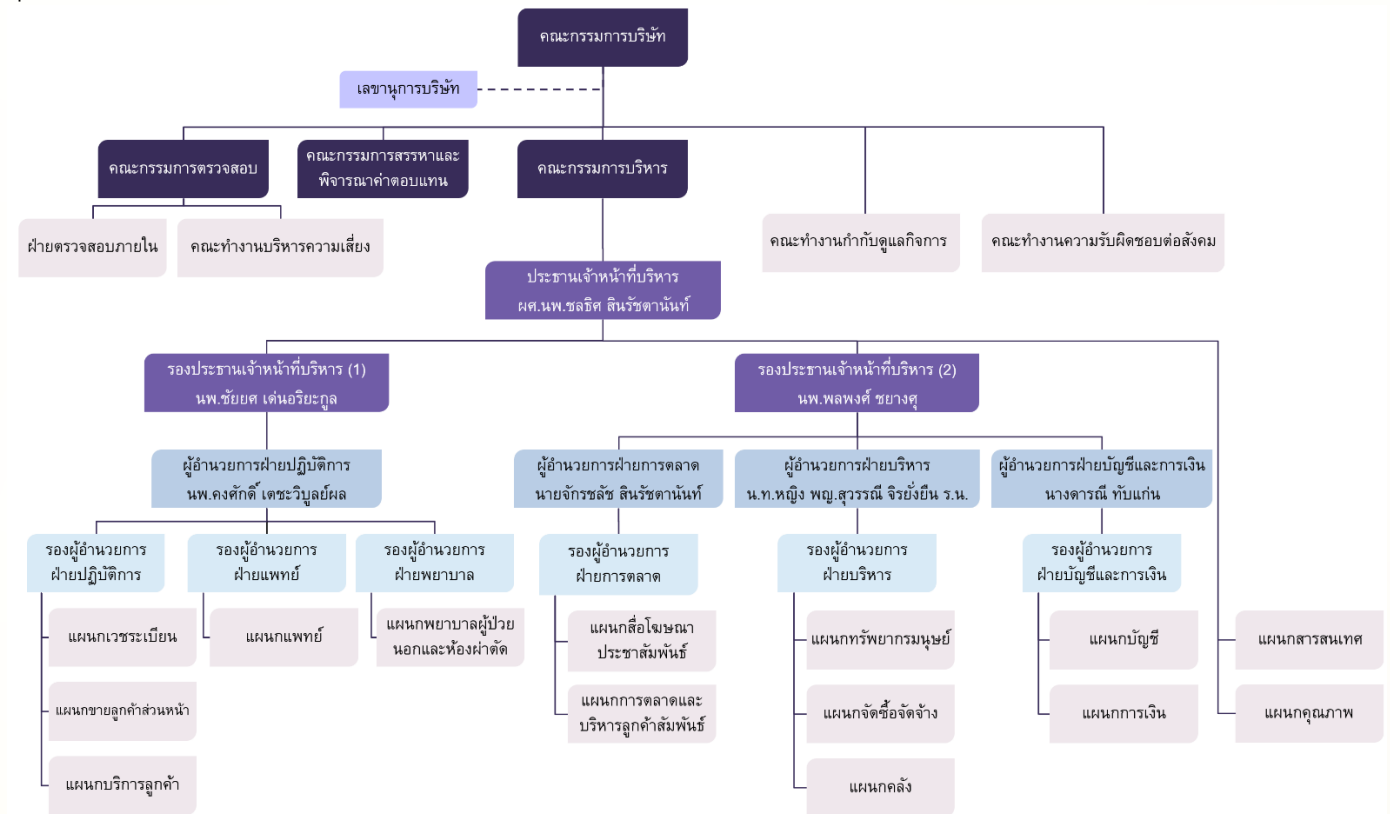 คณะกรรมการบริษัท
เลขานุการบริษัท
คณะกรรมการตรวจสอบ
คณะกรรมการสรรหาและ
พิจารณาค่าตอบแทน
คณะกรรมการบริหาร
ฝ่ายตรวจสอบภายใน
คณะทำงานบริหารความเสี่ยง
คณะทำงานกำกับดูแลกิจการ
คณะทำงานความรับผิดชอบต่อสังคม
ประธานเจ้าหน้าที่บริหาร
ผศ.นพ.ชลธิศ สินรัชตานันท์
รองประธานเจ้าหน้าที่บริหาร (1)
นพ.ชัยยศ เด่นอริยะกูล
รองประธานเจ้าหน้าที่บริหาร (2)
นพ.พลพงศ์ ชยางศุ
ผู้อำนวยการฝ่ายปฏิบัติการ
นพ.คงศักดิ์ เตชะวิบูลย์ผล
ผู้อำนวยการฝ่ายการตลาด
นายจักรชลัช สินรัชตานันท์
ผู้อำนวยการฝ่ายบริหาร
น.ท.หญิง พญ.สุวรรณี จิรยั่งยืน ร.น.
ผู้อำนวยการฝ่ายบัญชีและการเงิน
นางดารณี ทับแก่น
รองผู้อำนวยการ
ฝ่ายปฏิบัติการ
รองผู้อำนวยการ
ฝ่ายแพทย์
รองผู้อำนวยการ
ฝ่ายพยาบาล
รองผู้อำนวยการ
ฝ่ายการตลาด
รองผู้อำนวยการ
ฝ่ายบริหาร
รองผู้อำนวยการ
ฝ่ายบัญชีและการเงิน
แผนกเวชระเบียน
แผนกแพทย์
แผนกพยาบาลผู้ป่วย
นอกและห้องผ่าตัด
แผนกสื่อโฆษณา
ประชาสัมพันธ์
แผนกทรัพยากรมนุษย์
แผนกบัญชี
แผนกสารสนเทศ
แผนกขายลูกค้าส่วนหน้า
แผนกการตลาดและ
บริหารลูกค้าสัมพันธ์
แผนกจัดซื้อจัดจ้าง
แผนกการเงิน
แผนกคุณภาพ
แผนกบริการลูกค้า
แผนกคลัง